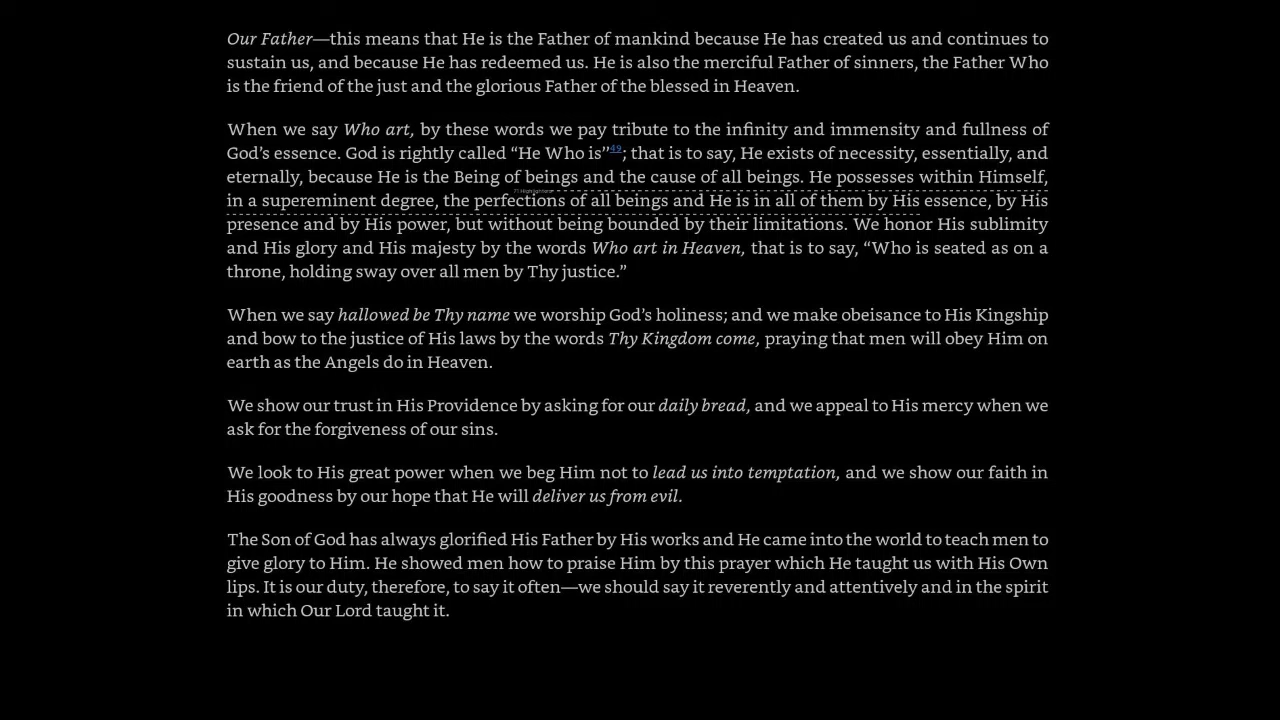 Our Father—this means that He is the Father of mankind because He has created us and continues to
sustain us, and because He has redeemed us. He is also the merciful Father of sinners, the Father Who
is the friend of the just and the glorious Father of the blessed in Heaven.
When we say Who art, by these words we pay tribute to the infinity and immensity and fullness of
God’s essence. God is rightly called “He Who is”49; that is to say, He exists of necessity, essentially, and
eternally, because He is the Being of beings and the cause of all beings. He possesses within Himself,
in a supereminent degree, the perfections of all beings and He is in all of them by His essence, by His
presence and by His power, but without being bounded by their limitations. We honor His sublimity
and His glory and His majesty by the words Who art in Heaven, that is to say, “Who is seated as on a
throne, holding sway over all men by Thy justice.”
When we say hallowed be Thy name we worship God’s holiness; and we make obeisance to His Kingship
and bow to the justice of His laws by the words Thy Kingdom come, praying that men will obey Him on
earth as the Angels do in Heaven.
We show our trust in His Providence by asking for our daily bread, and we appeal to His mercy when we
ask for the forgiveness of our sins.
We look to His great power when we beg Him not to lead us into temptation, and we show our faith in
His goodness by our hope that He will deliver us from evil.
The Son of God has always glorified His Father by His works and He came into the world to teach men to
give glory to Him. He showed men how to praise Him by this prayer which He taught us with His Own
lips. It is our duty, therefore, to say it often—we should say it reverently and attentively and in the spirit
in which Our Lord taught it.